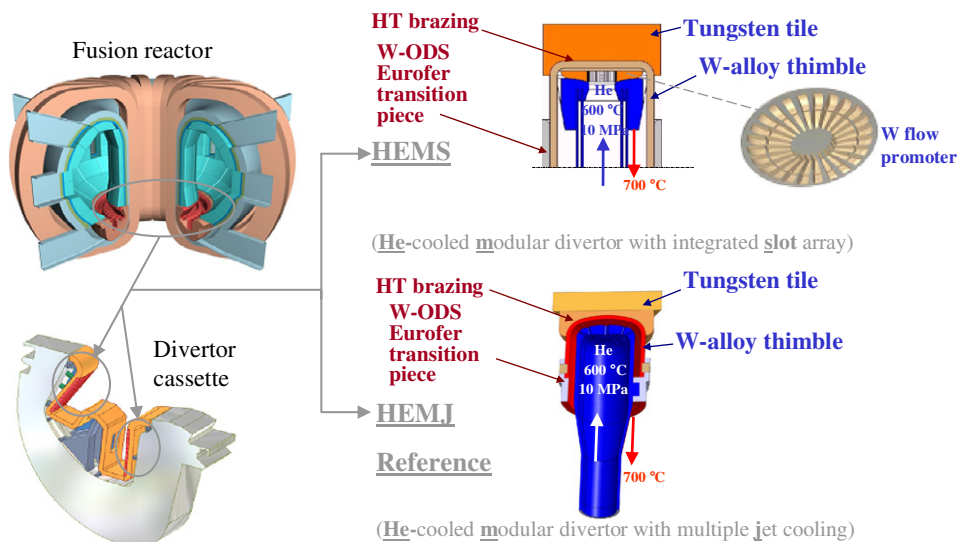 Fusion reactor
HT brazing
W-ODS
Eurofer
transition
piece
HEMS
Tungsten tile
W-alloy thimble
He
600 °C
10 MPa
700 °C
W flow
promoter
(He-cooled modular divertor with integrated slot array)
Divertor
cassette
HT brazing
W-ODS
Eurofer
transition
piece
HEMJ
Reference
Tungsten tile
W-alloy thimble
He
600 °C
10 MPa
700 °C
(He-cooled modular divertor with multiple jet cooling)